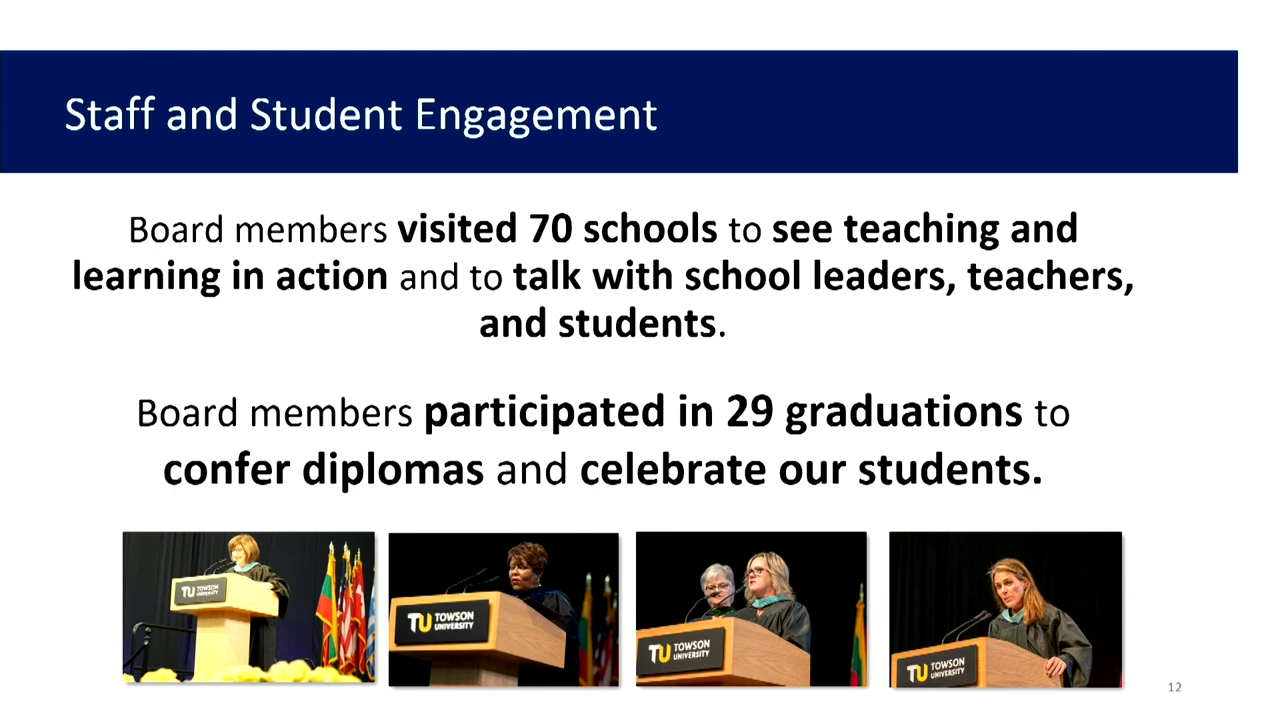 Staff and Student Engagement
Board members visited 70 schools to see teaching and
learning in action and to talk with school leaders, teachers,
and students.
Board members participated in 29 graduations to
confer diplomas and celebrate our students.
TU TOWSON
UNIVERSITY
TU TOWSON
UNIVERSITY
TU TOWSON
UNIVERSITY
TU TOWSON
UNIVERSITY
12